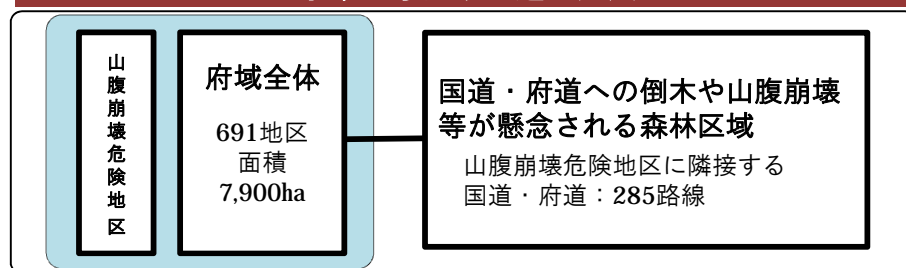 山腹崩壊危険地区
府域全体
691地区
面積
7,900ha
国道・府道への倒木や山腹崩壊
等が懸念される森林区域
山腹崩壊危険地区に隣接する
国道・府道：285路線